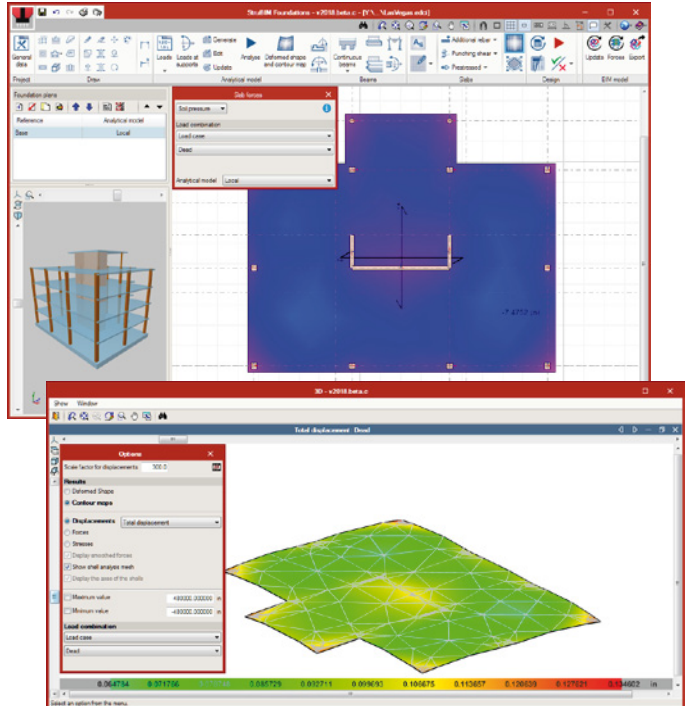 StruBIM Foundations - v2018.beta.c - [Y:\...\LasVegas.edcr]
General data
Loads
Loads at supports
Generate
Edit
Update
Analyse
Deformed shape and contour map
Continuous beams
Additional rebar
Punching shear
Prestressed
Update
Forces
Export
Project
Draw
Analytical model
Beams
Slabs
Design
BIM model
Foundation plans
Reference
Analytical model
Base
Local
Slab forces
Soil pressure
Load combination
Load case
Dead
Analytical model
Local
3D - v2018.beta.c
Show
Window
Total displacement: Dead
Options
Scale factor for displacements
300.0
Results
Deformed Shape
Contour maps
Displacements
Total displacement
Forces
Stresses
Display smoothed forces
Show shell analysis mesh
Display the axes of the shells
Maximum value
Minimum value
Load combination
Load case
Dead
0.064784
0.071766
0.085729
0.092711
0.099693
0.106675
0.113657
0.120639
0.127621
0.134602
in
Select an option from the menu.